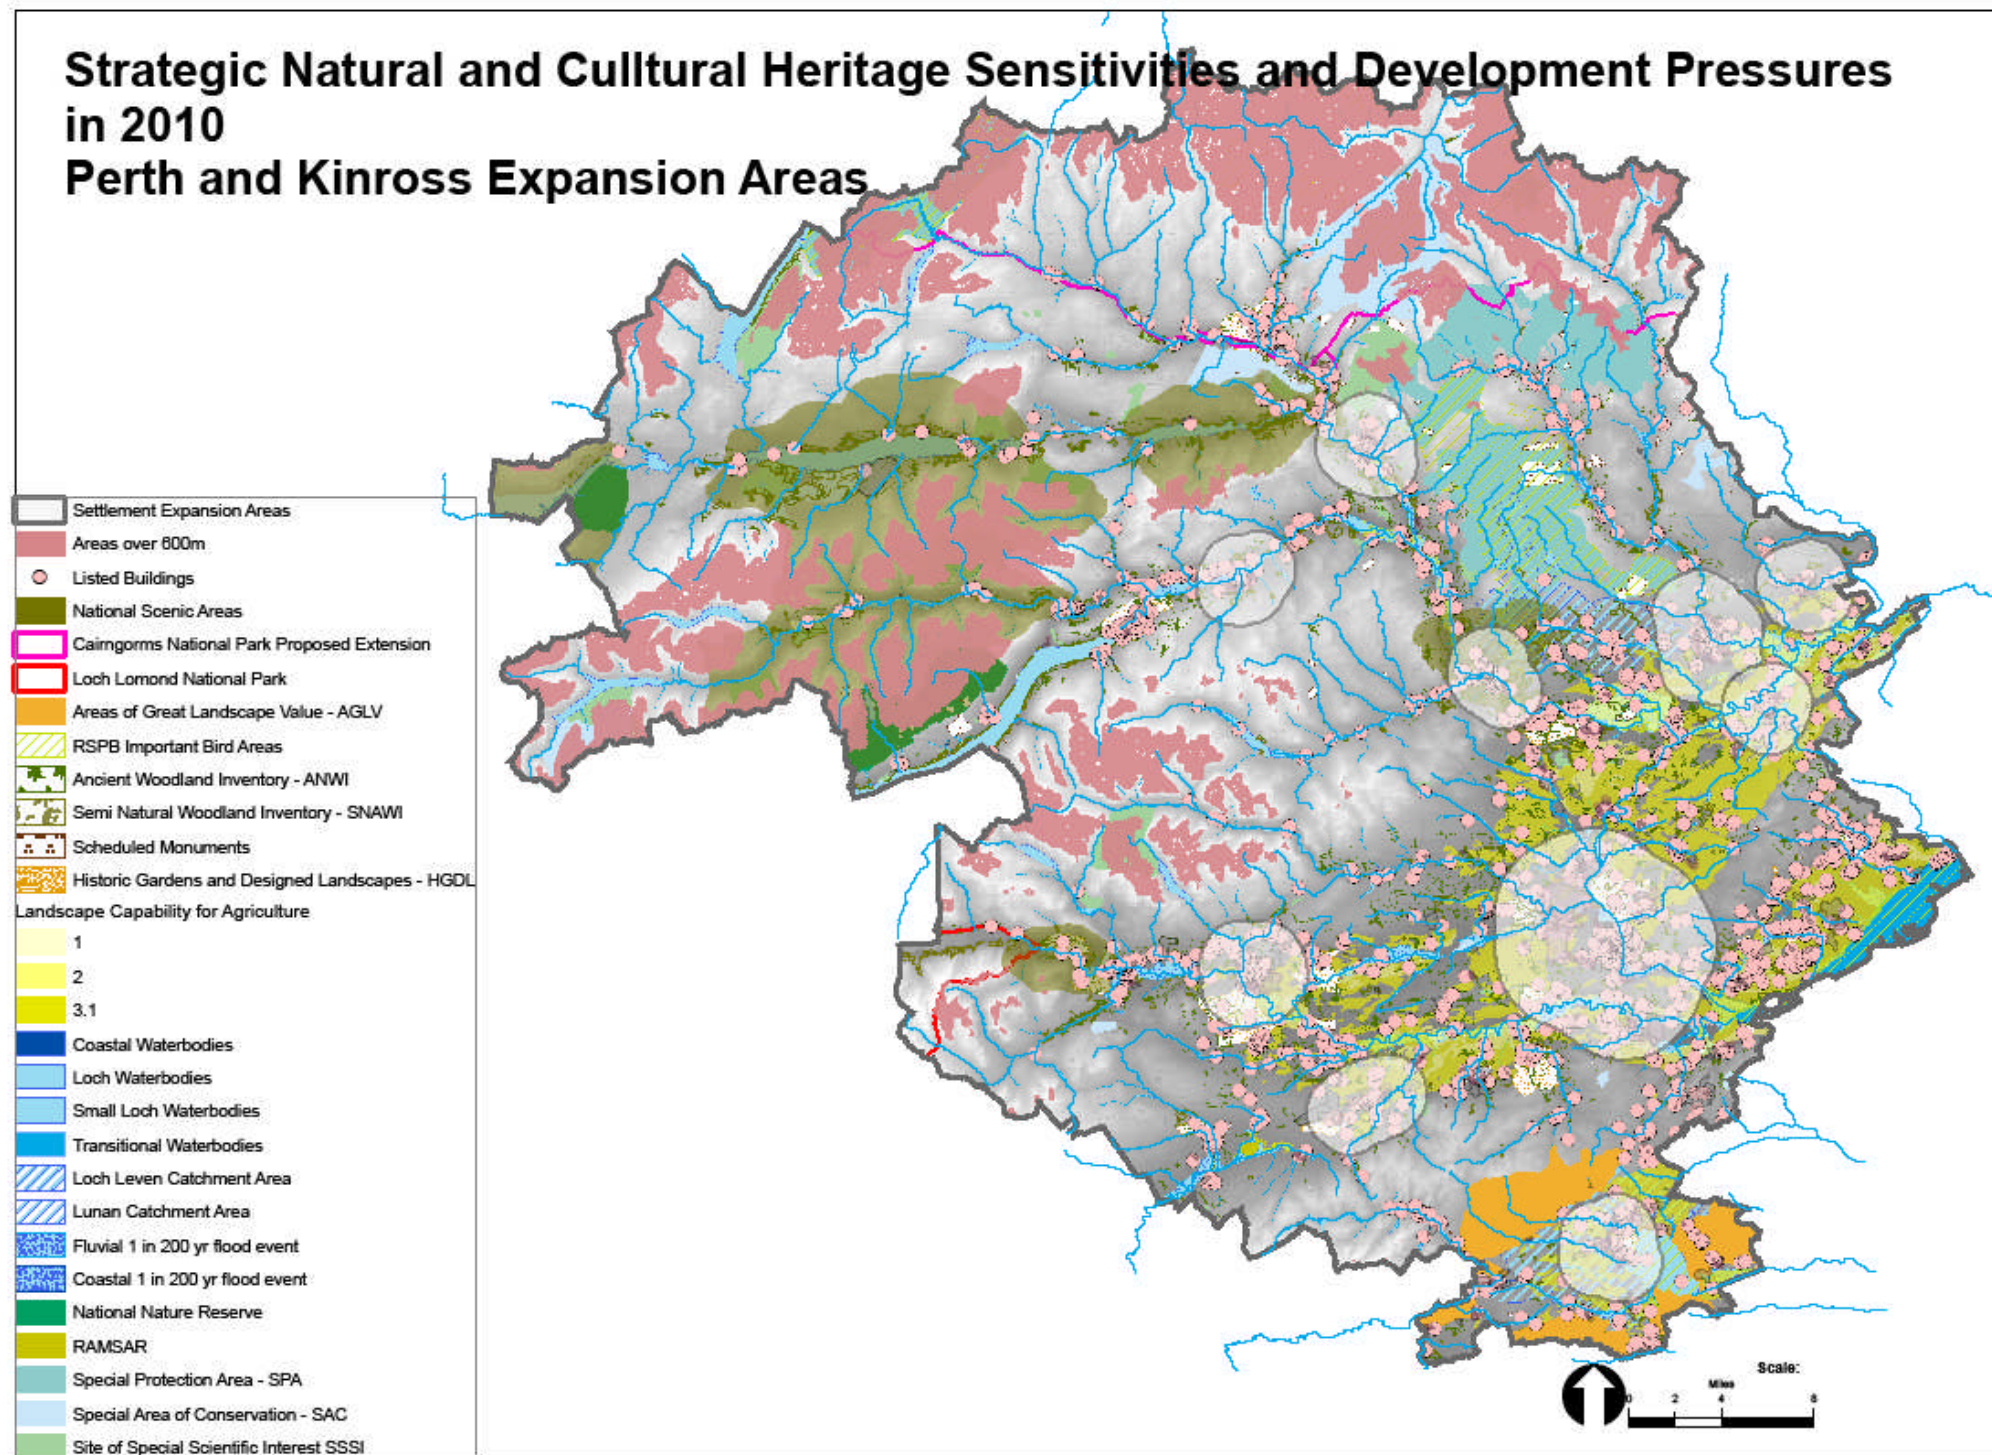 Strategic Natural and Culltural Heritage Sensitivities and Development Pressures
in 2010
Perth and Kinross Expansion Areas
Settlement Expansion Areas
Areas over 600m
Listed Buildings
National Scenic Areas
Cairngorms National Park Proposed Extension
Loch Lomond National Park
Areas of Great Landscape Value - AGLV
RSPB Important Bird Areas
Ancient Woodland Inventory - ANWI
Semi Natural Woodland Inventory - SNAWI
Scheduled Monuments
Historic Gardens and Designed Landscapes - HGDL
Landscape Capability for Agriculture
1
2
3.1
Coastal Waterbodies
Loch Waterbodies
Small Loch Waterbodies
Transitional Waterbodies
Loch Leven Catchment Area
Lunan Catchment Area
Fluvial 1 in 200 yr flood event
Coastal 1 in 200 yr flood event
National Nature Reserve
RAMSAR
Special Protection Area - SPA
Special Area of Conservation - SAC
Site of Special Scientific Interest SSSI
Scale:
Miles
0 2 4 8